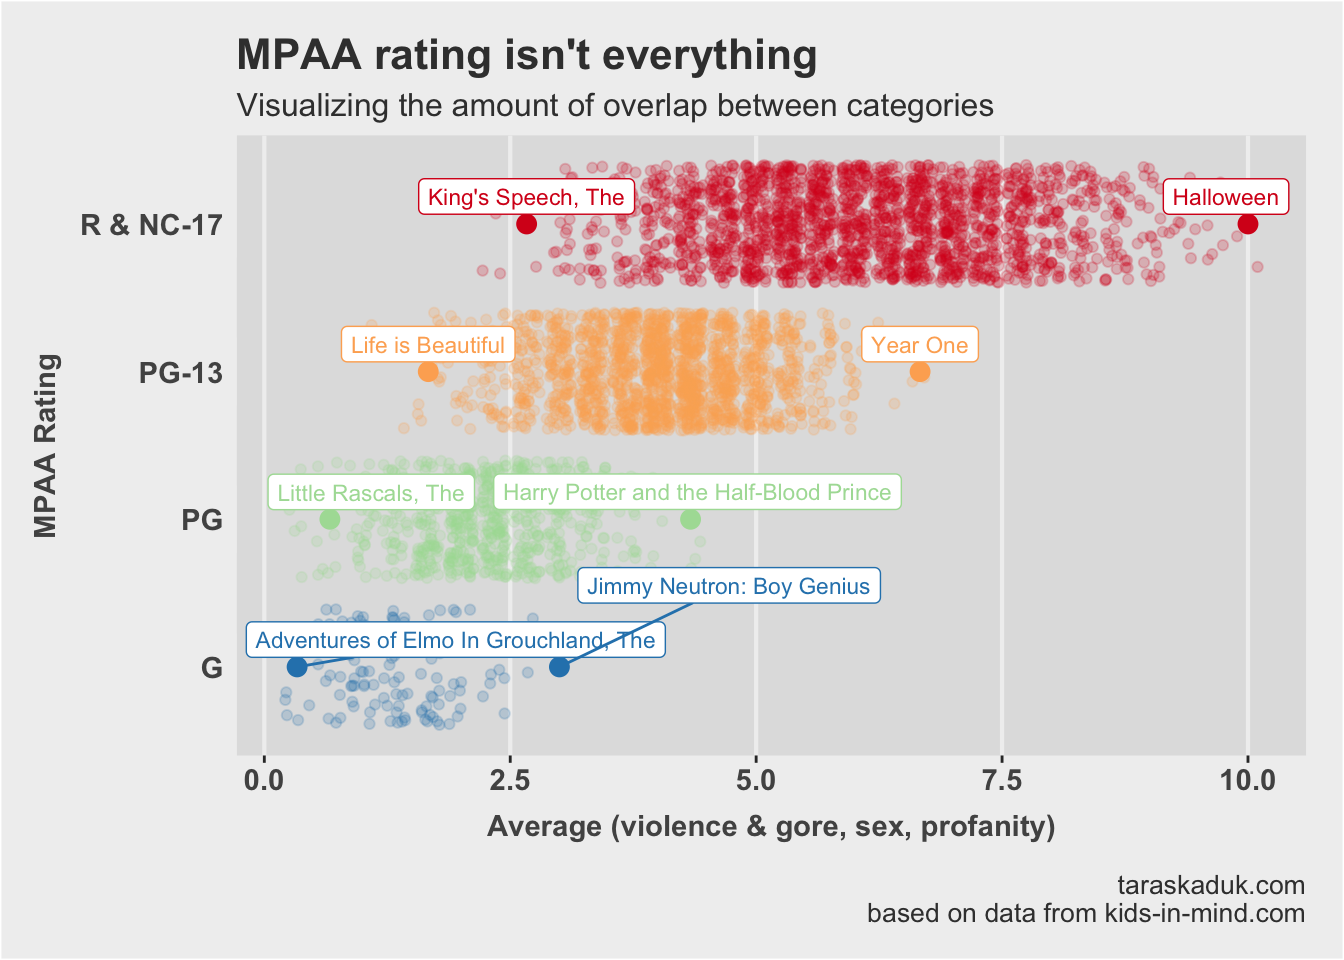 MPAA rating isn't everything
Visualizing the amount of overlap between categories
MPAA Rating
R & NC-17
King's Speech, The
Halloween
PG-13
Life is Beautiful
Year One
PG
Little Rascals, The
Harry Potter and the Half-Blood Prince
G
Jimmy Neutron: Boy Genius
Adventures of Elmo In Grouchland, The
0.0 2.5 5.0 7.5 10.0
Average (violence & gore, sex, profanity)
taraskaduk.com
based on data from kids-in-mind.com